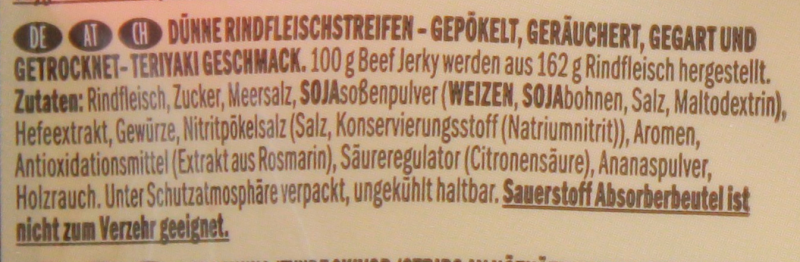 DE AT CH DÜNNE RINDFLEISCHSTREIFEN - GEPÖKELT, GERÄUCHERT, GEGART UND
GETROCKNET- TERIYAKI GESCHMACK. 100 g Beef Jerky werden aus 162 g Rindfleisch hergestellt.
Zutaten: Rindfleisch, Zucker, Meersalz, SOJAsoßenpulver (WEIZEN, SOJAbohnen, Salz, Maltodextrin),
Hefeextrakt, Gewürze, Nitritpökelsalz (Salz, Konservierungsstoff (Natriumnitrit)), Aromen,
Antioxidationsmittel (Extrakt aus Rosmarin), Säureregulator (Citronensäure), Ananaspulver,
Holzrauch. Unter Schutzatmosphäre verpackt, ungekühlt haltbar. Sauerstoff Absorberbeutel ist
nicht zum Verzehr geeignet.